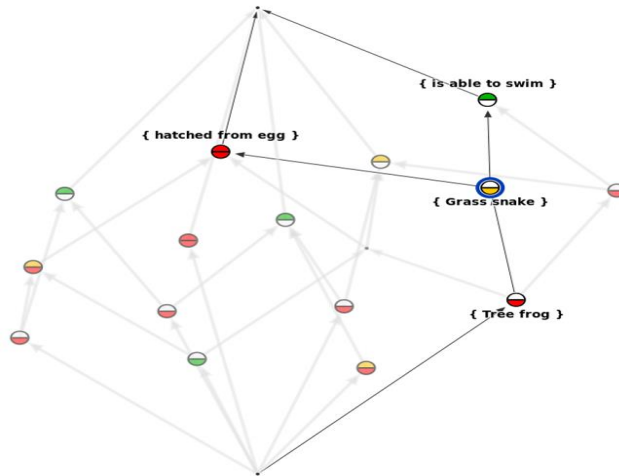 { is able to swim }
{ hatched from egg }
{ Grass snake }
{ Tree frog }